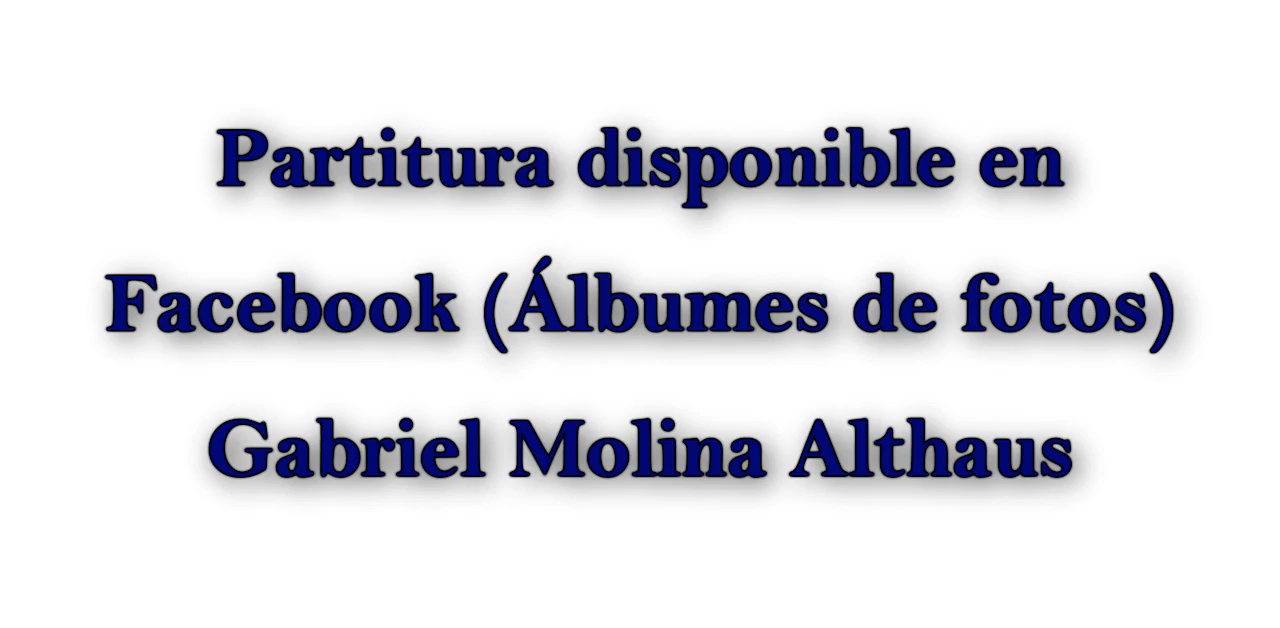 Partitura disponible en
Facebook (Álbumes de fotos)
Gabriel Molina Althaus